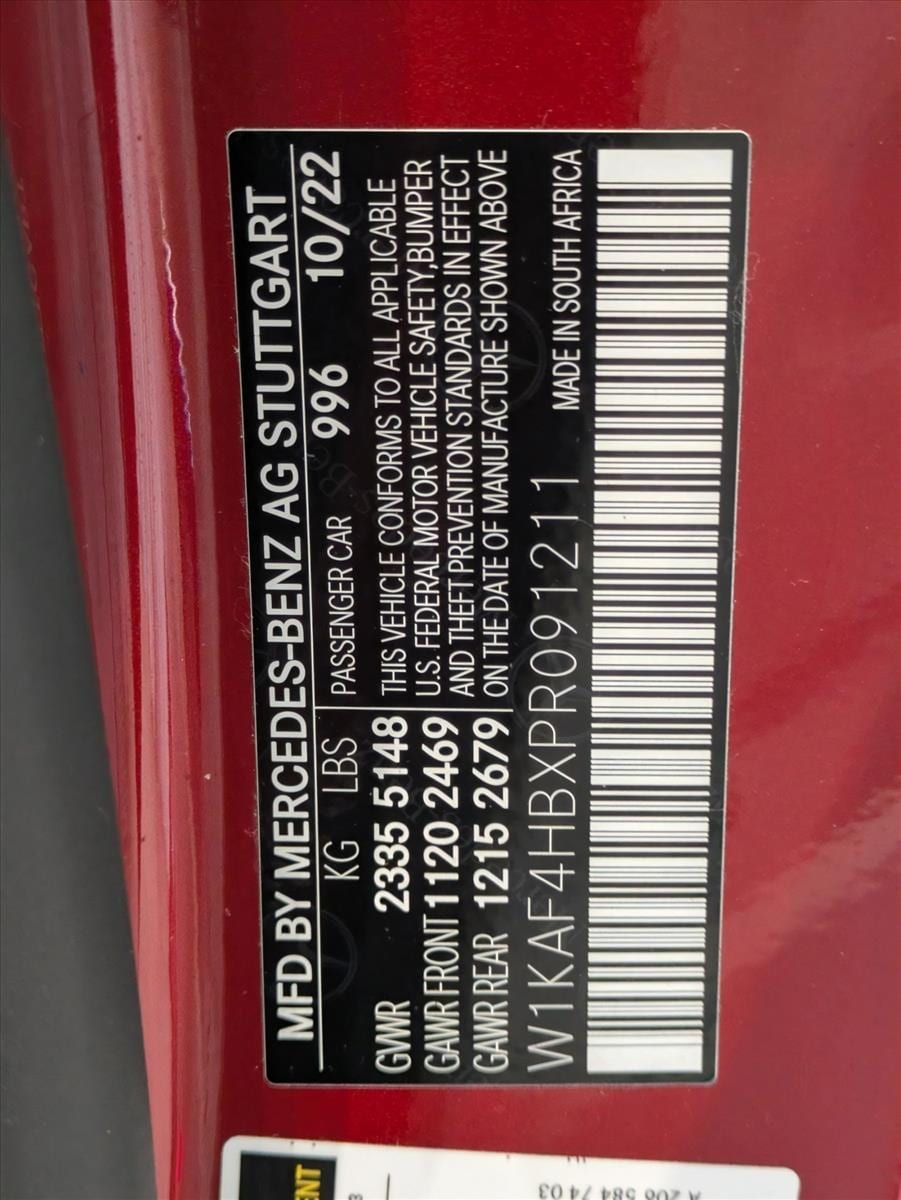 MFD BY MERCEDES-BENZ AG STUTTGART
KG LBS PASSENGER CAR 996 10/22
GVWR 2335 5148
GAWR FRONT 1120 2469
GAWR REAR 1215 2679
THIS VEHICLE CONFORMS TO ALL APPLICABLE
U.S. FEDERAL MOTOR VEHICLE SAFETY,BUMPER
AND THEFT PREVENTION STANDARDS IN EFFECT
ON THE DATE OF MANUFACTURE SHOWN ABOVE
W1KAF4HBXPR091211
MADE IN SOUTH AFRICA
A 206 584 74 03